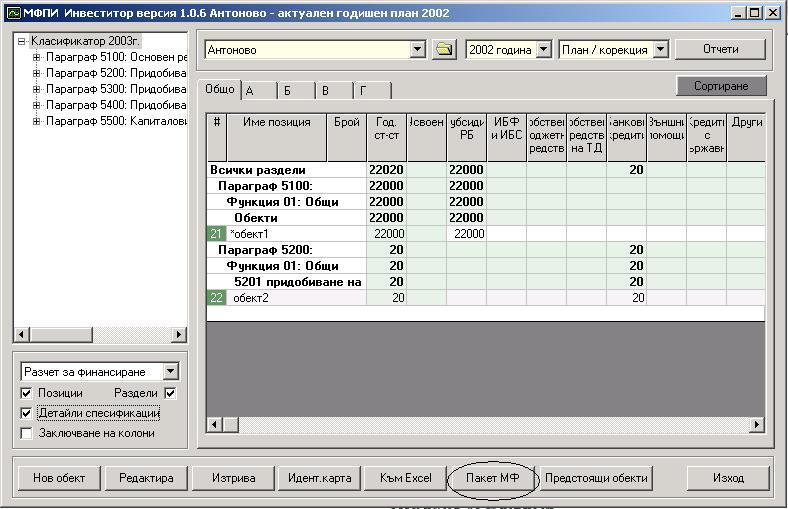 МФПИ Инвеститор версия 1.0.6 Антоново - актуален годишен план 2002
Класификатор 2003г.
Параграф 5100: Основен ре
Параграф 5200: Придобива
Параграф 5300: Придобива
Параграф 5400: Придобива
Параграф 5500: Капиталови
Антоново 2002 година План / корекция Отчети
Общо А Б В Г Сортиране
# Име позиция Брой Год. ст-ст Усвоен убсиди РБ ИБФ и ИБС обствен юджетн редств обствен редств на ТД Банкови кредити Външни помощи Кредити с ържавн Други
Всички раздели 22020 22000 20
Параграф 5100: 22000 22000
Функция 01: Общи 22000 22000
Обекти 22000 22000
21 *обект1 22000 22000
Параграф 5200: 20 20
Функция 01: Общи 20 20
5201 придобиване на 20 20
22 обект2 20 20
Разчет за финансиране
Позиции Раздели
Детайли спесификации
Заключване на колони
Нов обект Редактира Изтрива Идент.карта Към Excel Пакет МФ Предстоящи обекти Изход